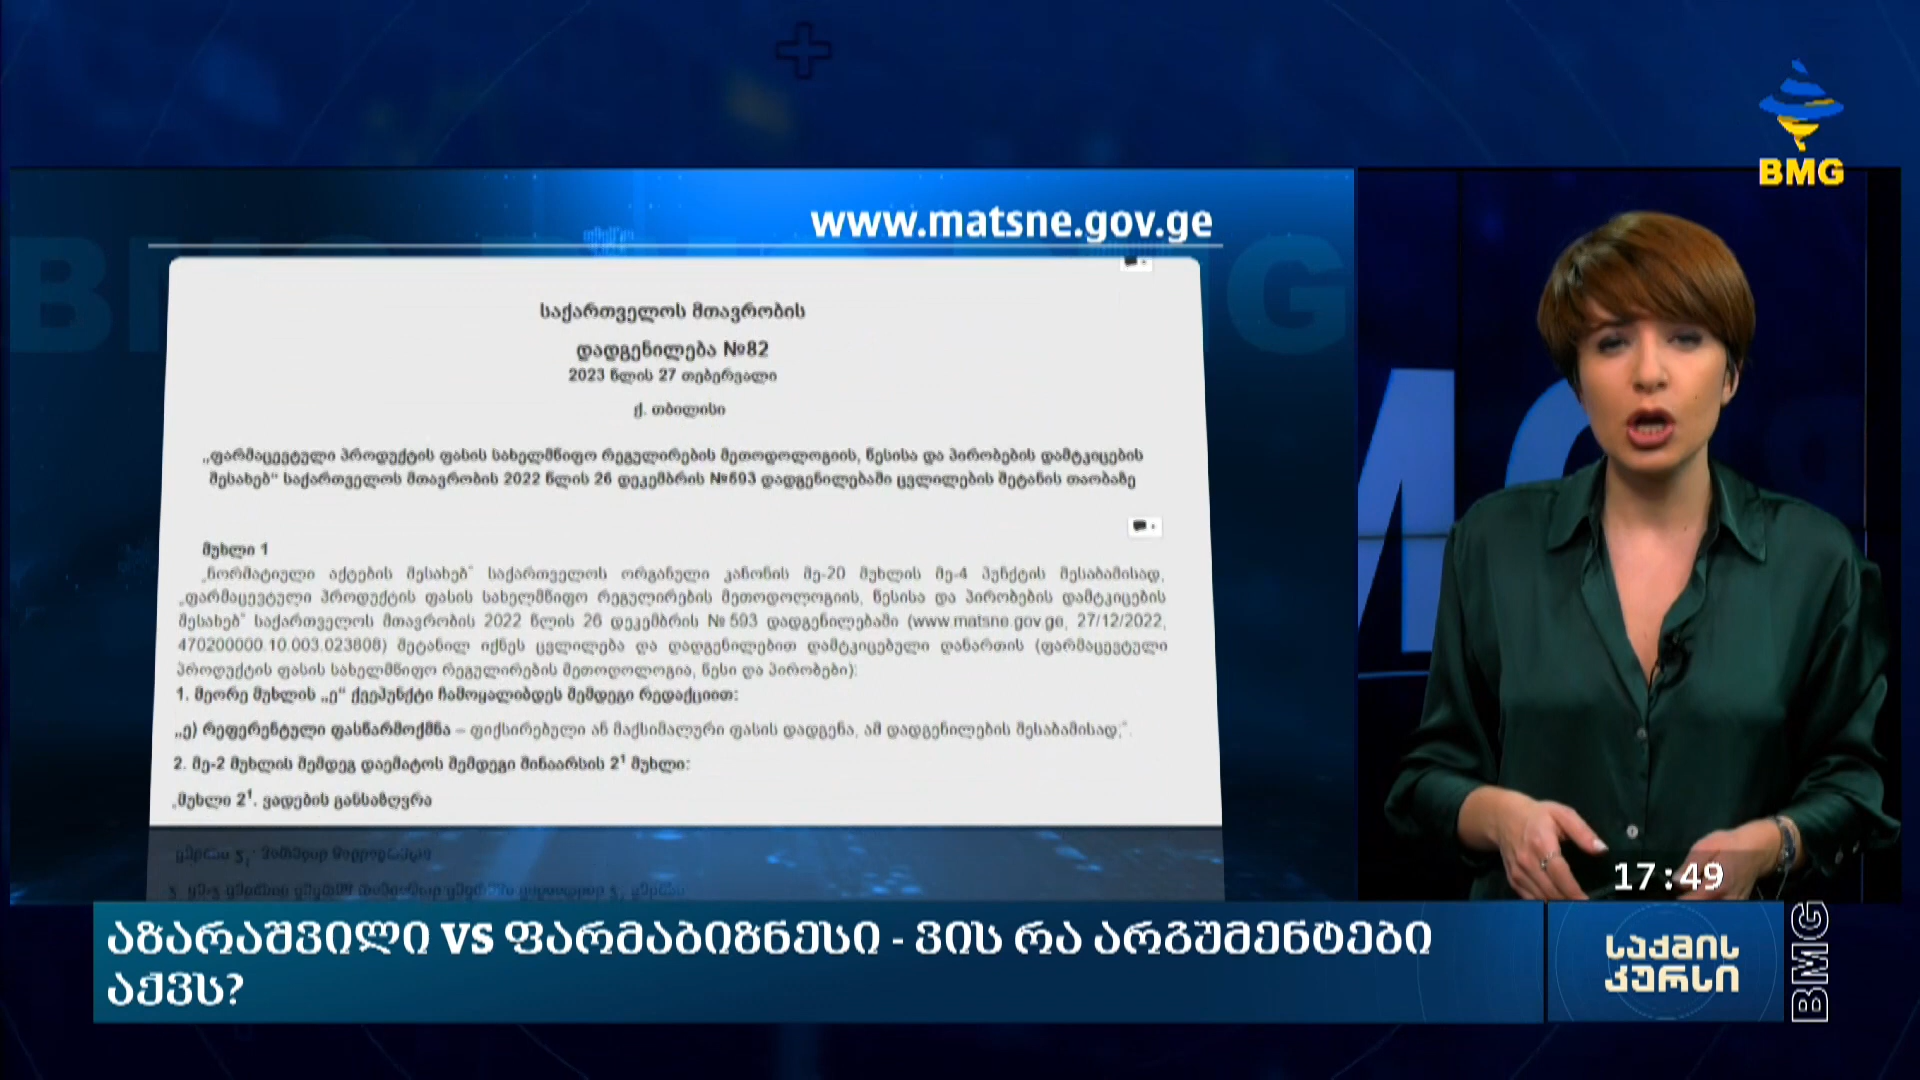 BMG
www.matsne.gov.ge
საქართველოს მთავრობის
დადგენილება №82
2023 წლის 27 თებერვალი
ქ. თბილისი
„ფარმაცევტული პროდუქტის ფასის სახელმწიფო რეგულირების მეთოდოლოგიის, წესისა და პირობების დამტკიცების
შესახებ“ საქართველოს მთავრობის 2022 წლის 26 დეკემბრის №593 დადგენილებაში ცვლილების შეტანის თაობაზე
მუხლი 1
„ნორმატიული აქტების შესახებ“ საქართველოს ორგანული კანონის მე-20 მუხლის მე-4 პუნქტის შესაბამისად,
„ფარმაცევტული პროდუქტის ფასის სახელმწიფო რეგულირების მეთოდოლოგიის, წესისა და პირობების დამტკიცების
შესახებ“ საქართველოს მთავრობის 2022 წლის 26 დეკემბრის №593 დადგენილებაში (www.matsne.gov.ge, 27/12/2022,
470200000.10.003.023808) შეტანილ იქნეს ცვლილება და დადგენილებით დამტკიცებული დანართის (ფარმაცევტული
პროდუქტის ფასის სახელმწიფო რეგულირების მეთოდოლოგია, წესი და პირობები):
1. მეორე მუხლის „ე“ ქვეპუნქტი ჩამოყალიბდეს შემდეგი რედაქციით:
„ე) რეფერენტული ფასწარმოქმნა – ფიქსირებული ან მაქსიმალური ფასის დადგენა, ამ დადგენილების შესაბამისად;“.
2. მე-2 მუხლის შემდეგ დაემატოს შემდეგი შინაარსის 2¹ მუხლი:
„მუხლი 2¹. ვადების განსაზღვრა
17:49
აზარაშვილი VS ფარმაბიზნესი - ვის რა არგუმენტები
აქვს?
საქმის
კურსი
BMG